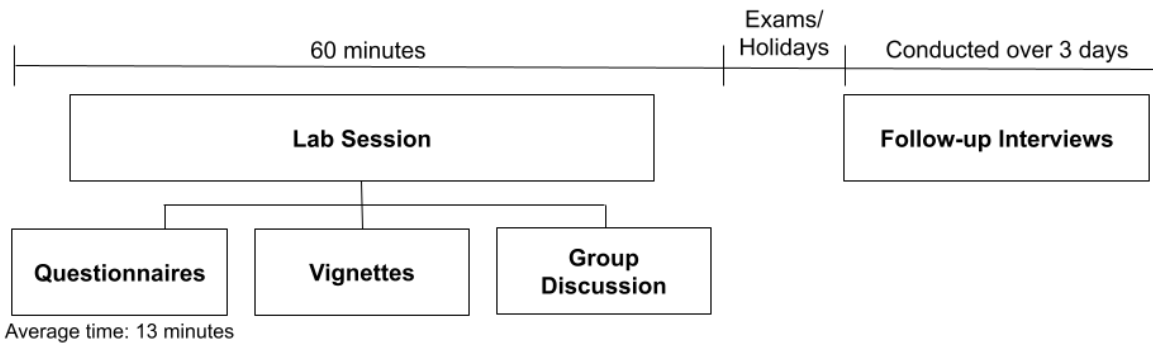 60 minutes
Exams/
Holidays
Conducted over 3 days
Lab Session
Follow-up Interviews
Questionnaires
Vignettes
Group
Discussion
Average time: 13 minutes